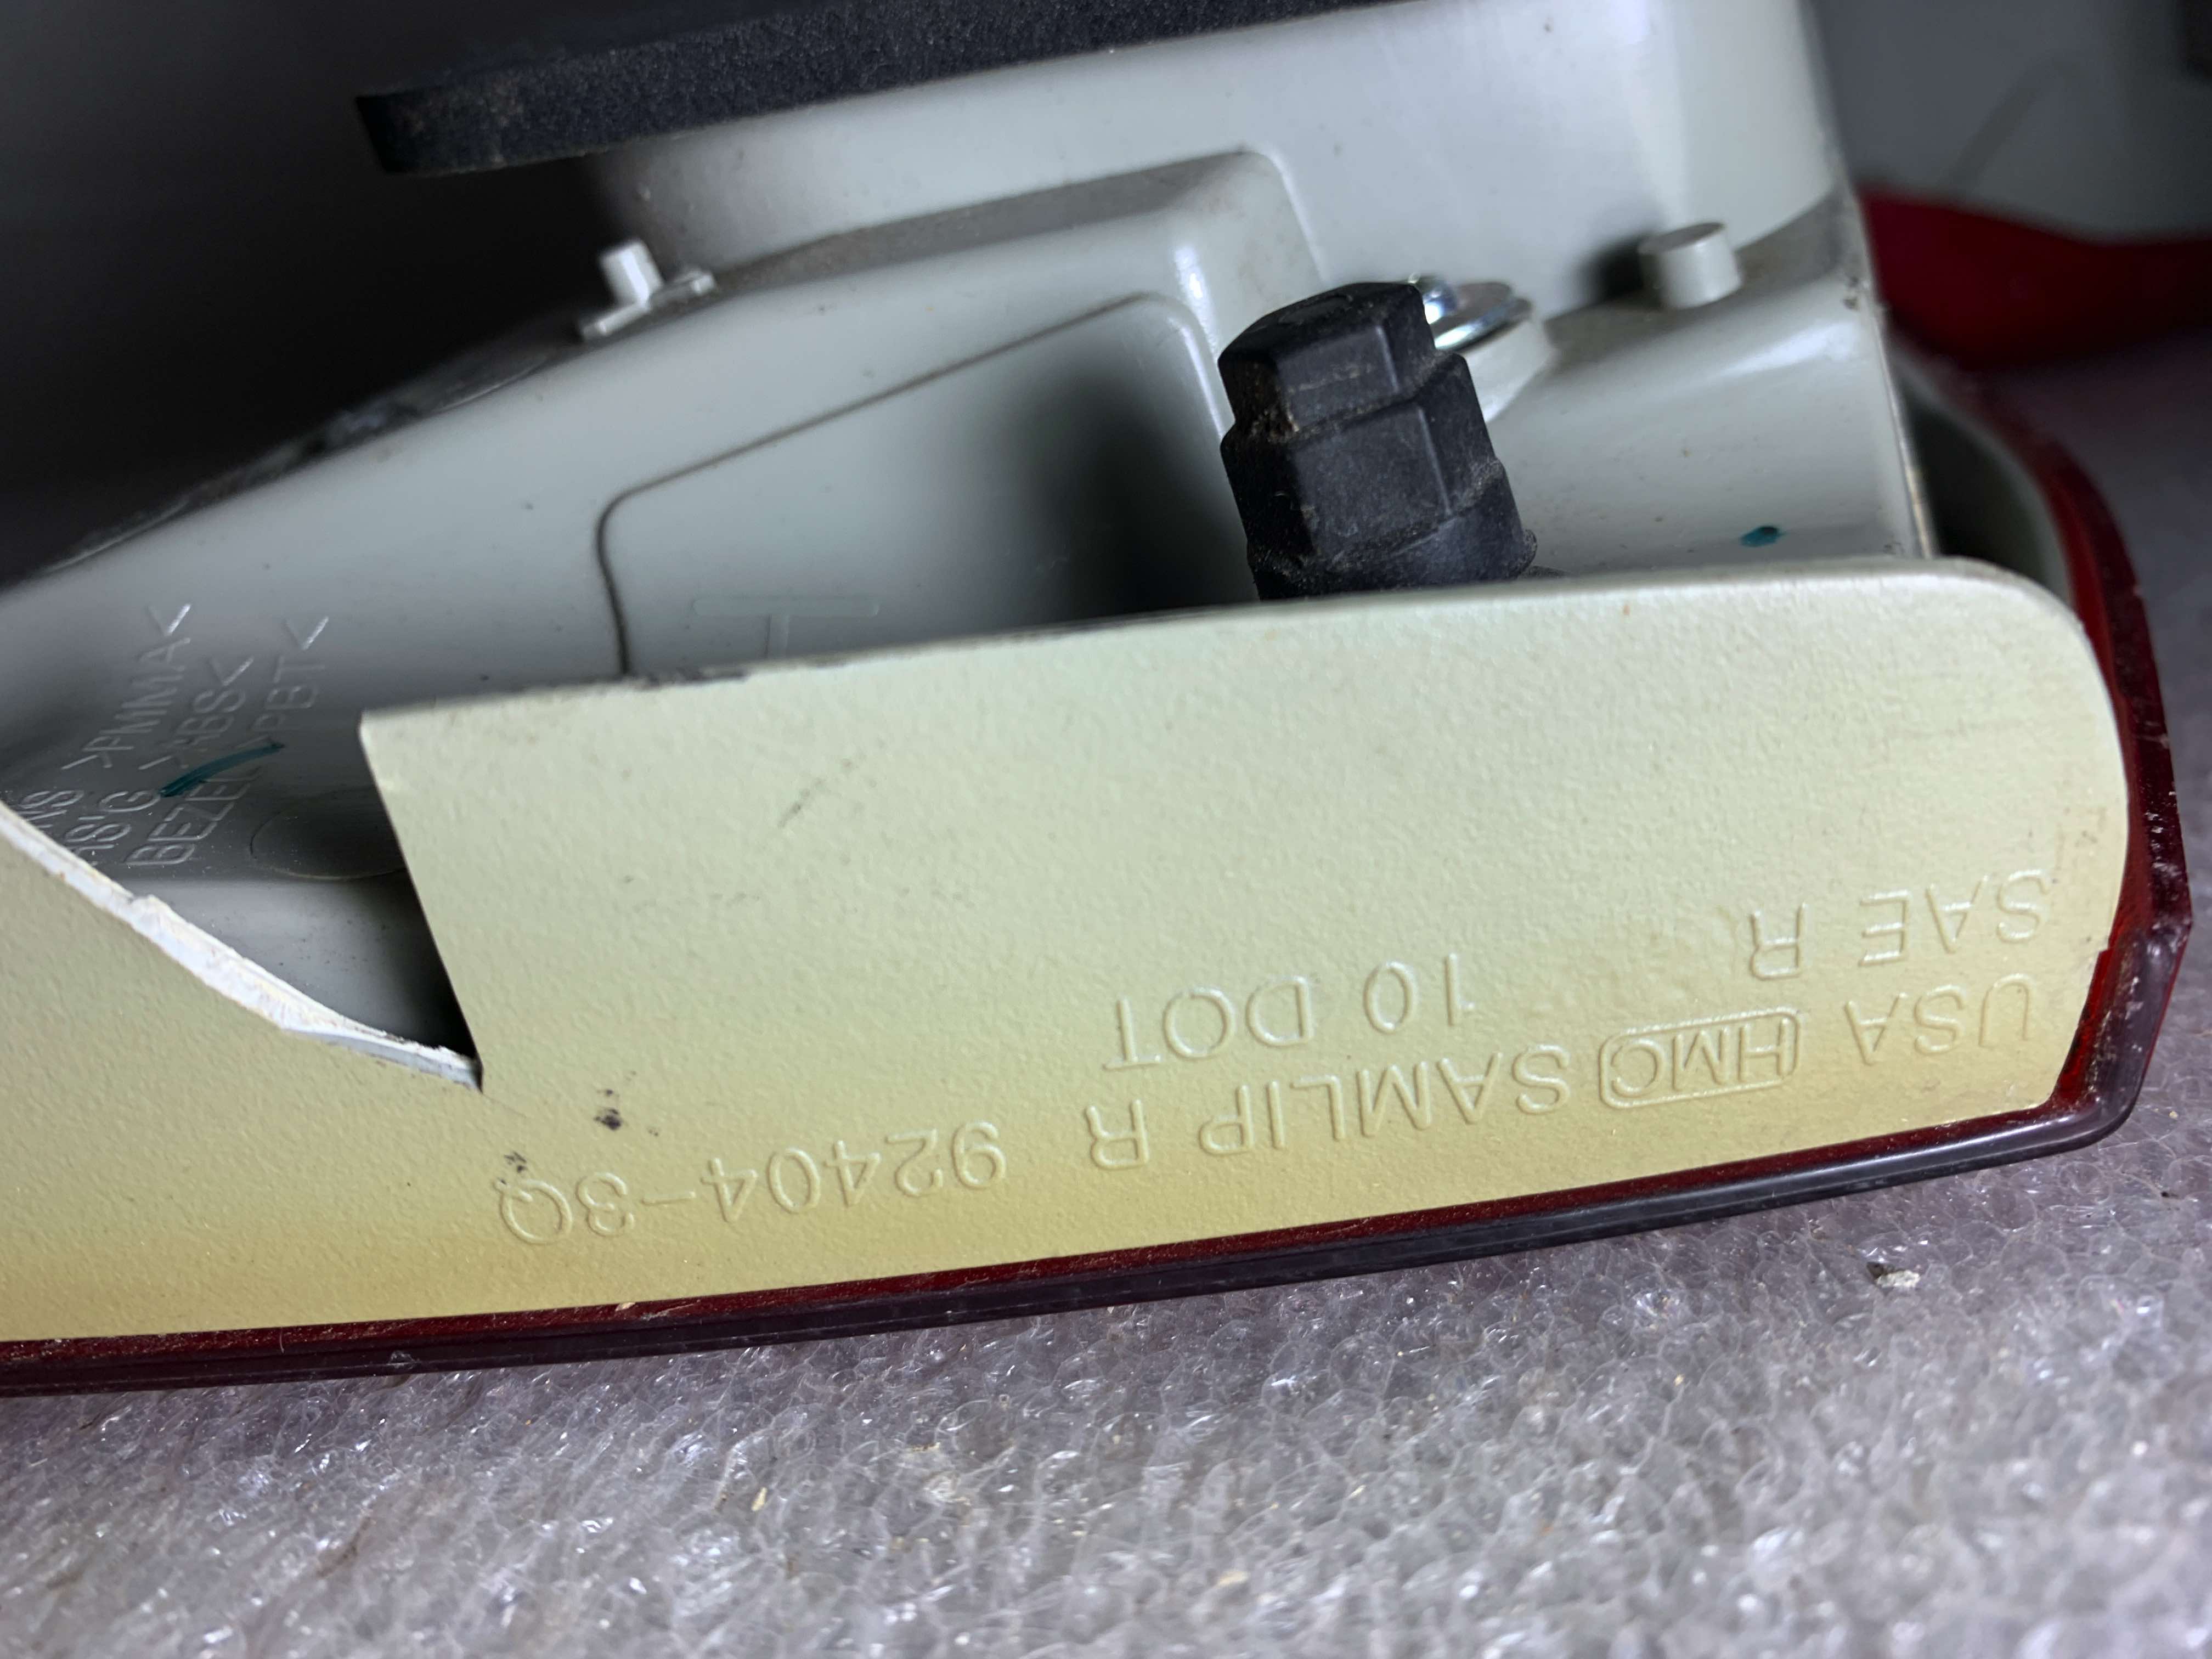 USA HMC SAMLIP R 92404-3Q
SAE R 10 DOT
>PMMA<
>ABS<
BEZEL >PBT<